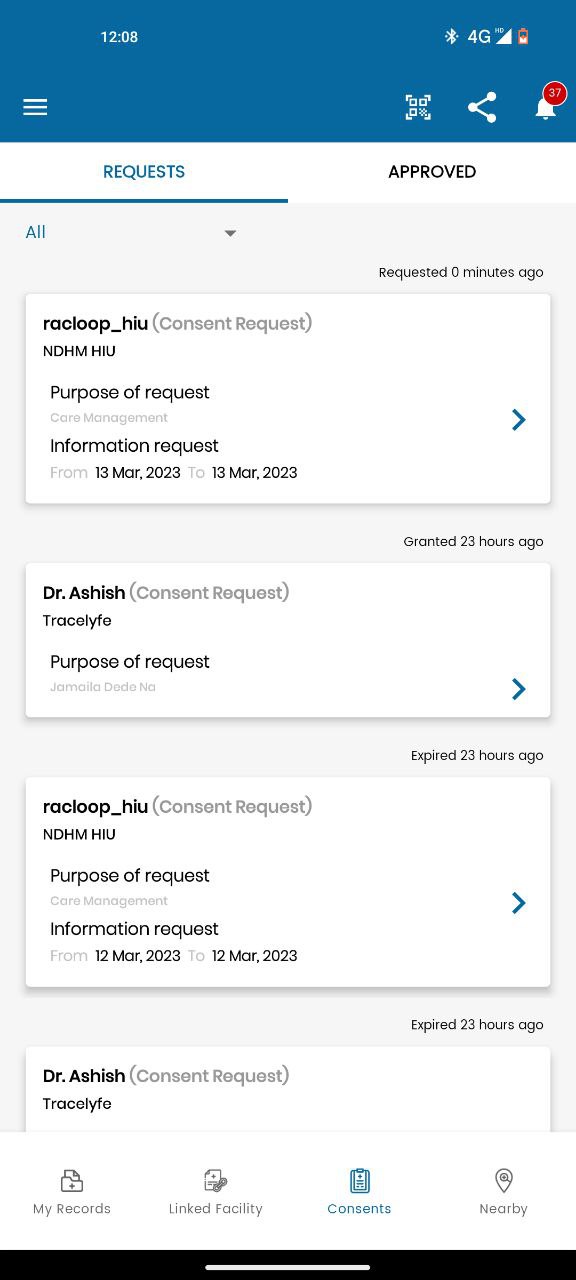 12:08
4G HD
37
REQUESTS APPROVED
All
Requested 0 minutes ago
racloop_hiu (Consent Request)
NDHM HIU
Purpose of request
Care Management
Information request
From 13 Mar, 2023 To 13 Mar, 2023
Granted 23 hours ago
Dr. Ashish (Consent Request)
Tracelyfe
Purpose of request
Jamaila Dede Na
Expired 23 hours ago
racloop_hiu (Consent Request)
NDHM HIU
Purpose of request
Care Management
Information request
From 12 Mar, 2023 To 12 Mar, 2023
Expired 23 hours ago
Dr. Ashish (Consent Request)
Tracelyfe
My Records Linked Facility Consents Nearby